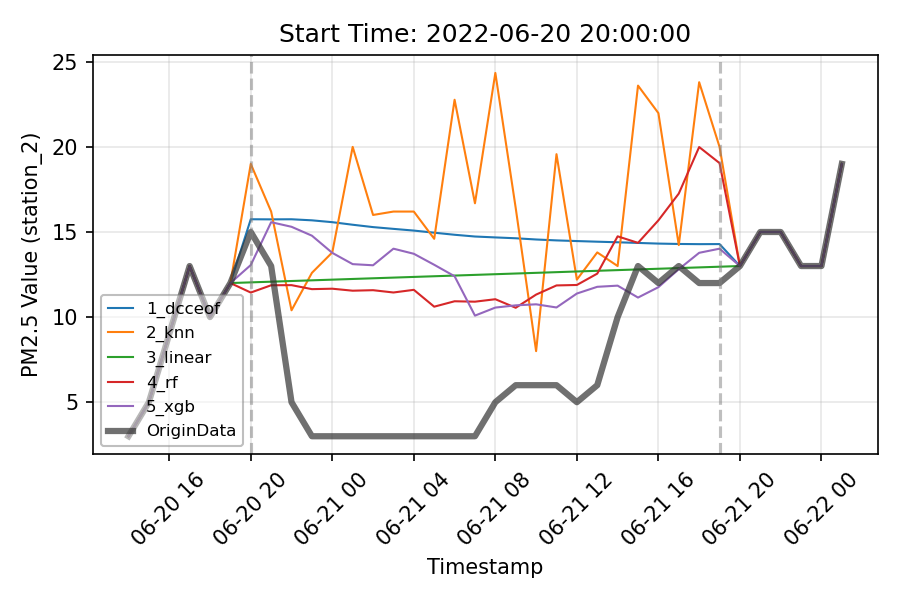 Start Time: 2022-06-20 20:00:00
PM2.5 Value (station_2)
25
20
15
10
5
1_dcceof
2_knn
3_linear
4_rf
5_xgb
OriginData
06-20 16
06-20 20
06-21 00
06-21 04
06-21 08
06-21 12
06-21 16
06-21 20
06-22 00
Timestamp